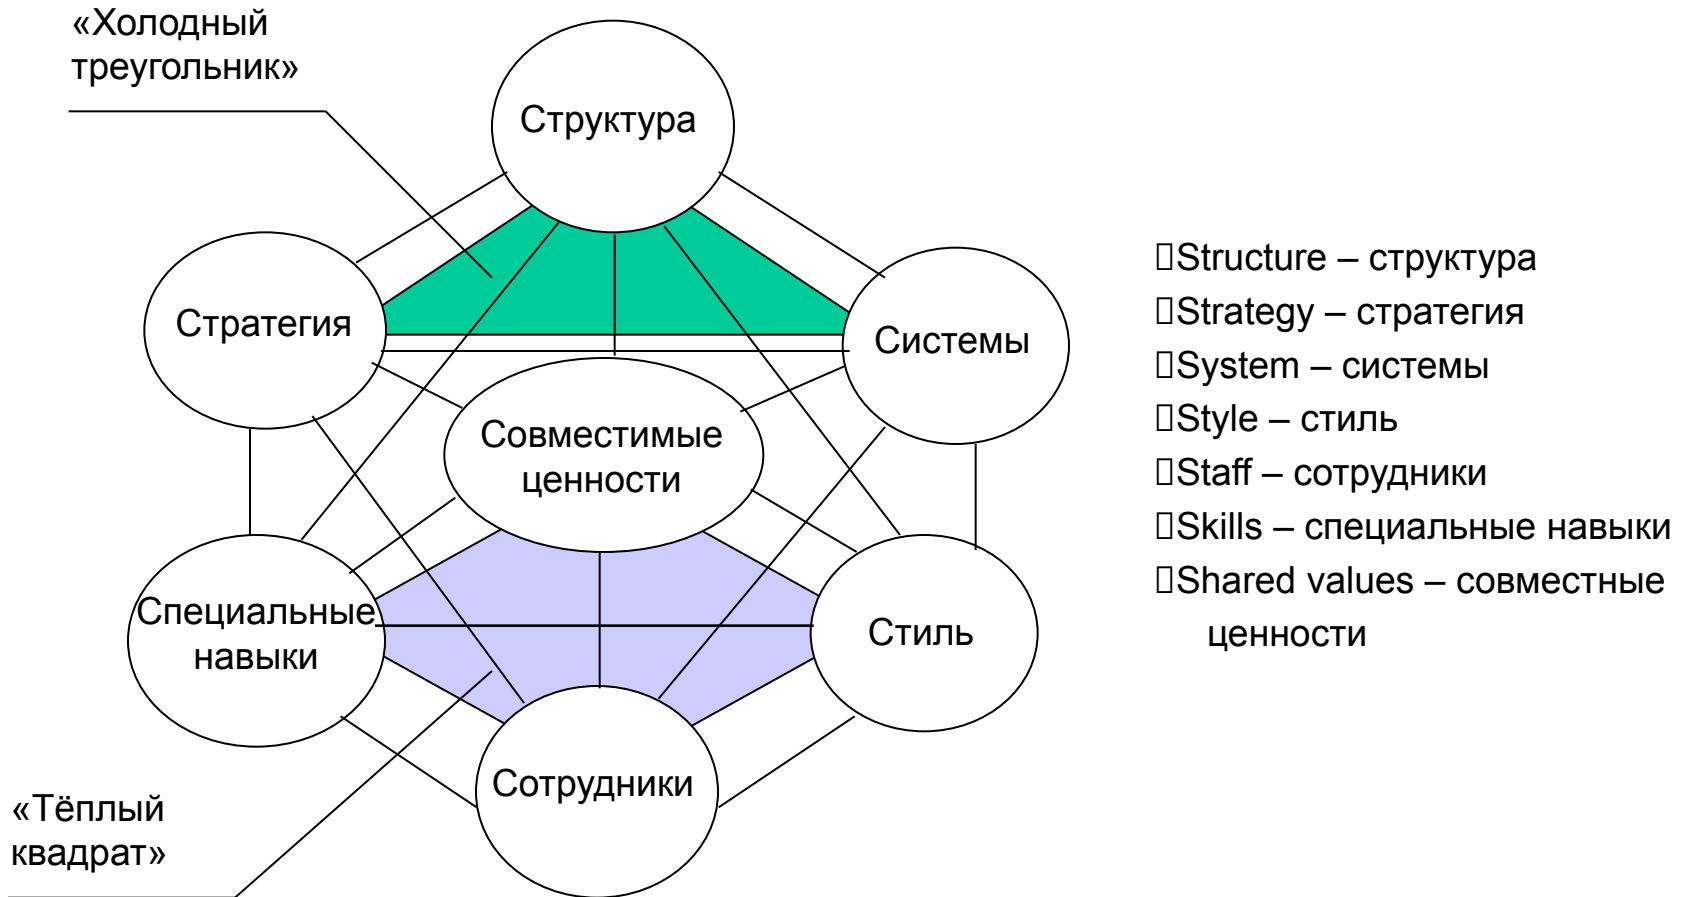 «Холодный
треугольник»
Структура
Стратегия
Системы
Совместимые
ценности
Специальные
навыки
Стиль
Сотрудники
«Тёплый
квадрат»
Structure – структура
Strategy – стратегия
System – системы
Style – стиль
Staff – сотрудники
Skills – специальные навыки
Shared values – совместные
ценности